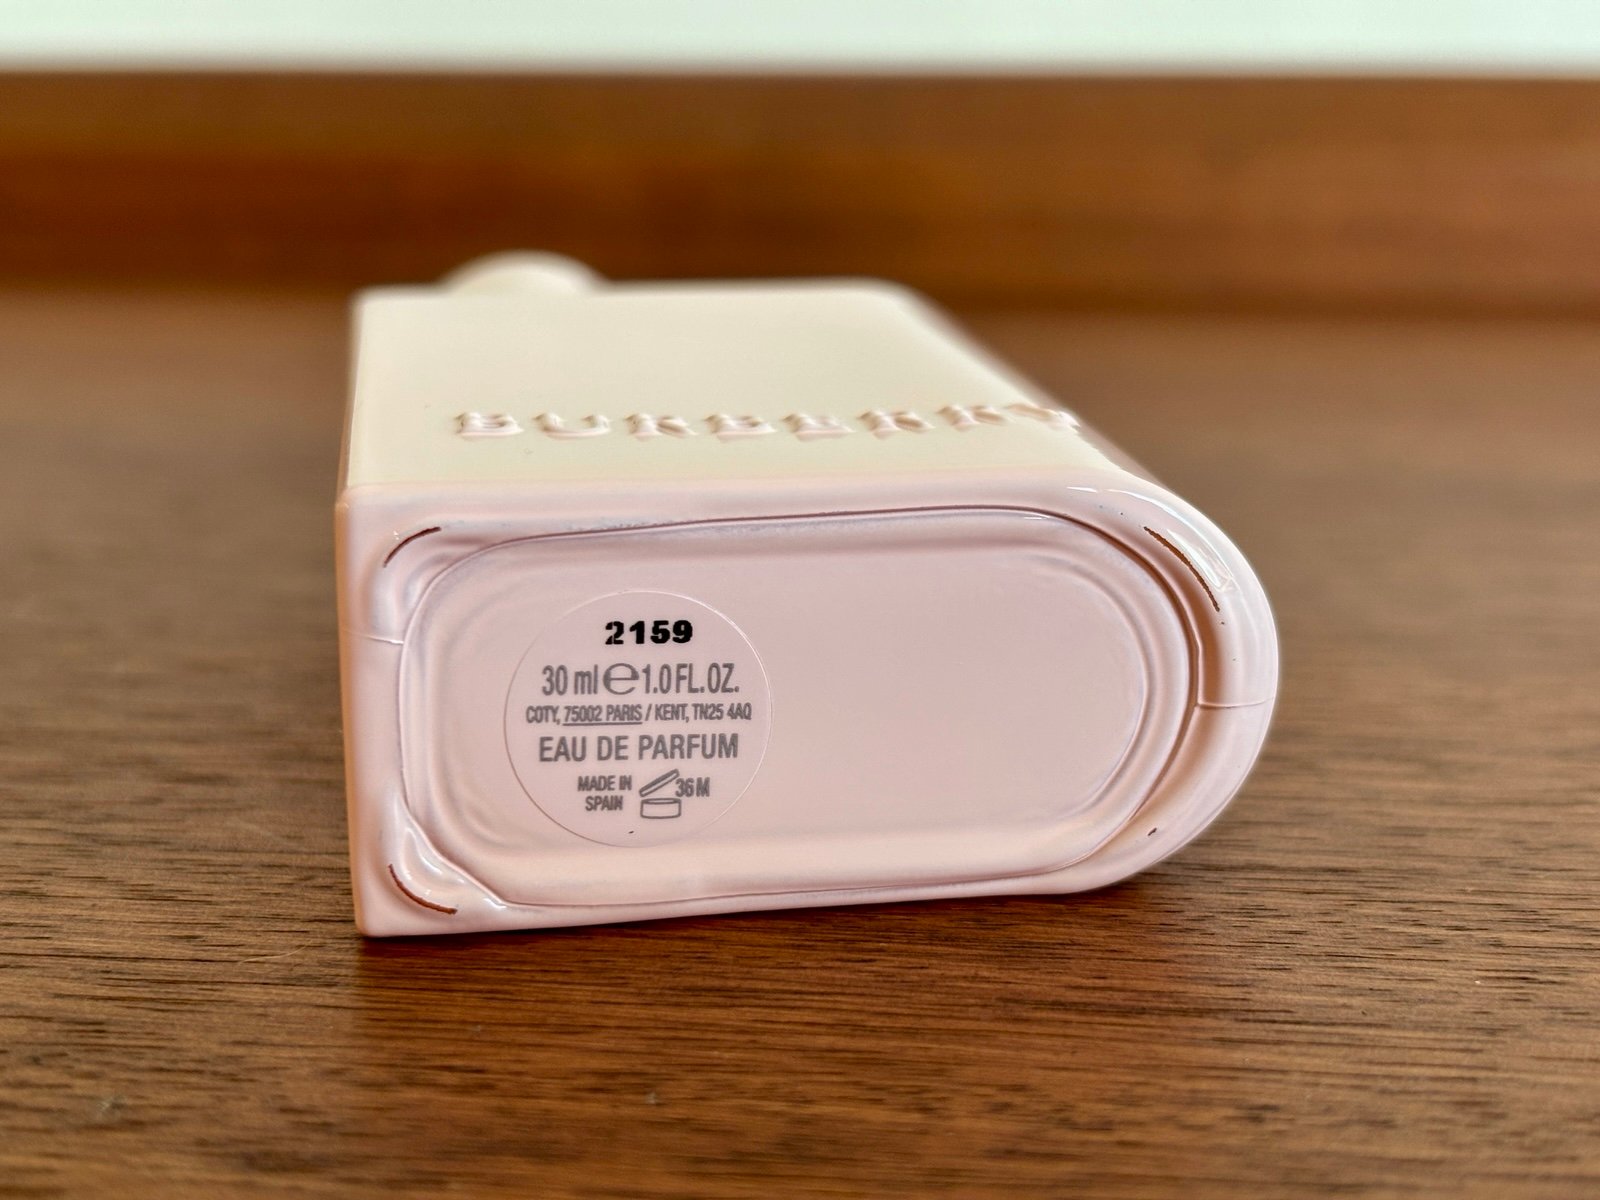 BURBERRY
2159
30 ml ℮ 1.0 FL. OZ.
COTY, 75002 PARIS / KENT, TN25 4AQ
EAU DE PARFUM
MADE IN
SPAIN
36 M